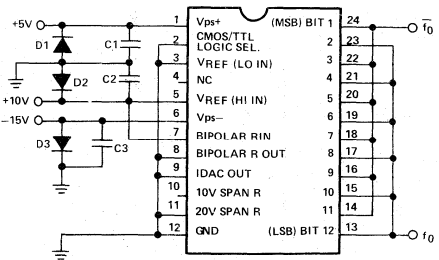 +5V 1 Vps+ (MSB) BIT 1 24 f̄0
D1 C1 2 CMOS/TTL LOGIC SEL. 2 23
3 VREF (LO IN) 3 22
D2 C2 4 NC 4 21
+10V 5 VREF (HI IN) 5 20
-15V 6 Vps- 6 19
7 BIPOLAR RIN 7 18
D3 C3 8 BIPOLAR R OUT 8 17
9 IDAC OUT 9 16
10 10V SPAN R 10 15
11 20V SPAN R 11 14
12 GND (LSB) BIT 12 13 f0